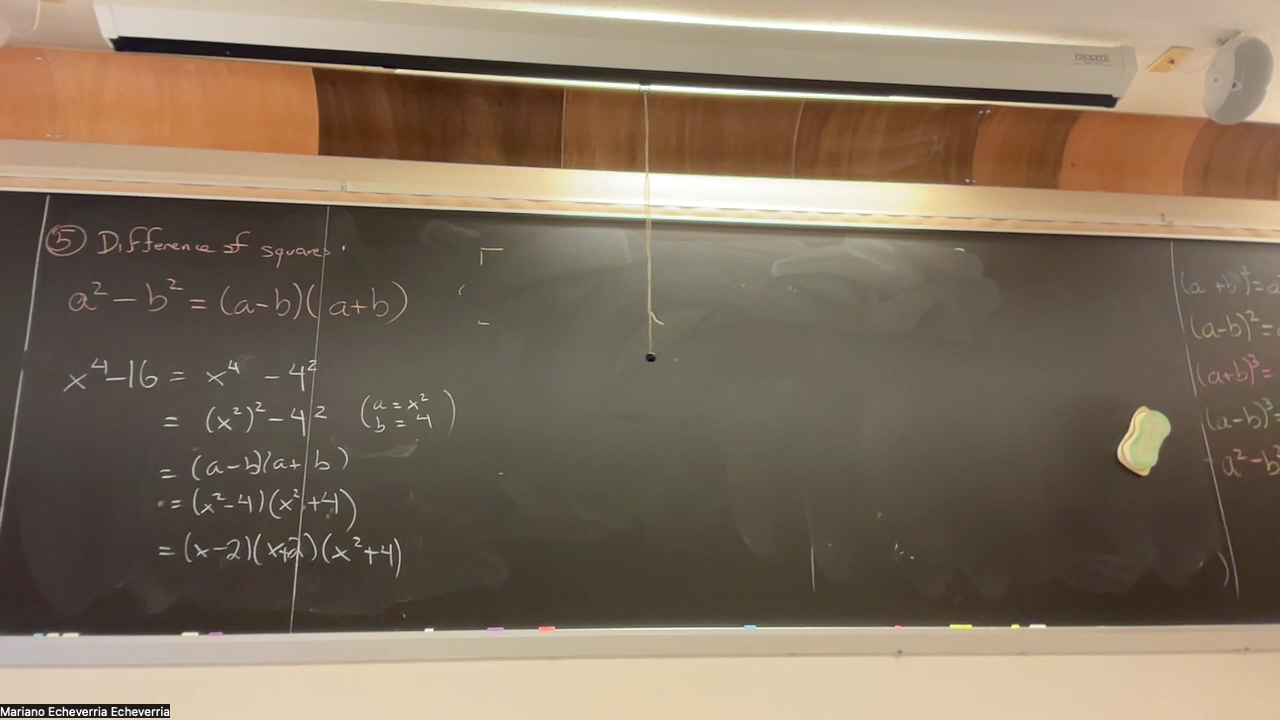 ⑤ Difference of squares.
a² − b² = (a−b)(a+b)
x⁴−16 = x⁴ − 4²
= (x²)² − 4² (a = x²
b = 4)
= (a−b)(a+b)
= (x²−4)(x²+4)
= (x−2)(x+2)(x²+4)
(a+b)² = a
(a−b)² =
(a+b)³ =
(a−b)³ =
a² − b²
Mariano Echeverria Echeverria